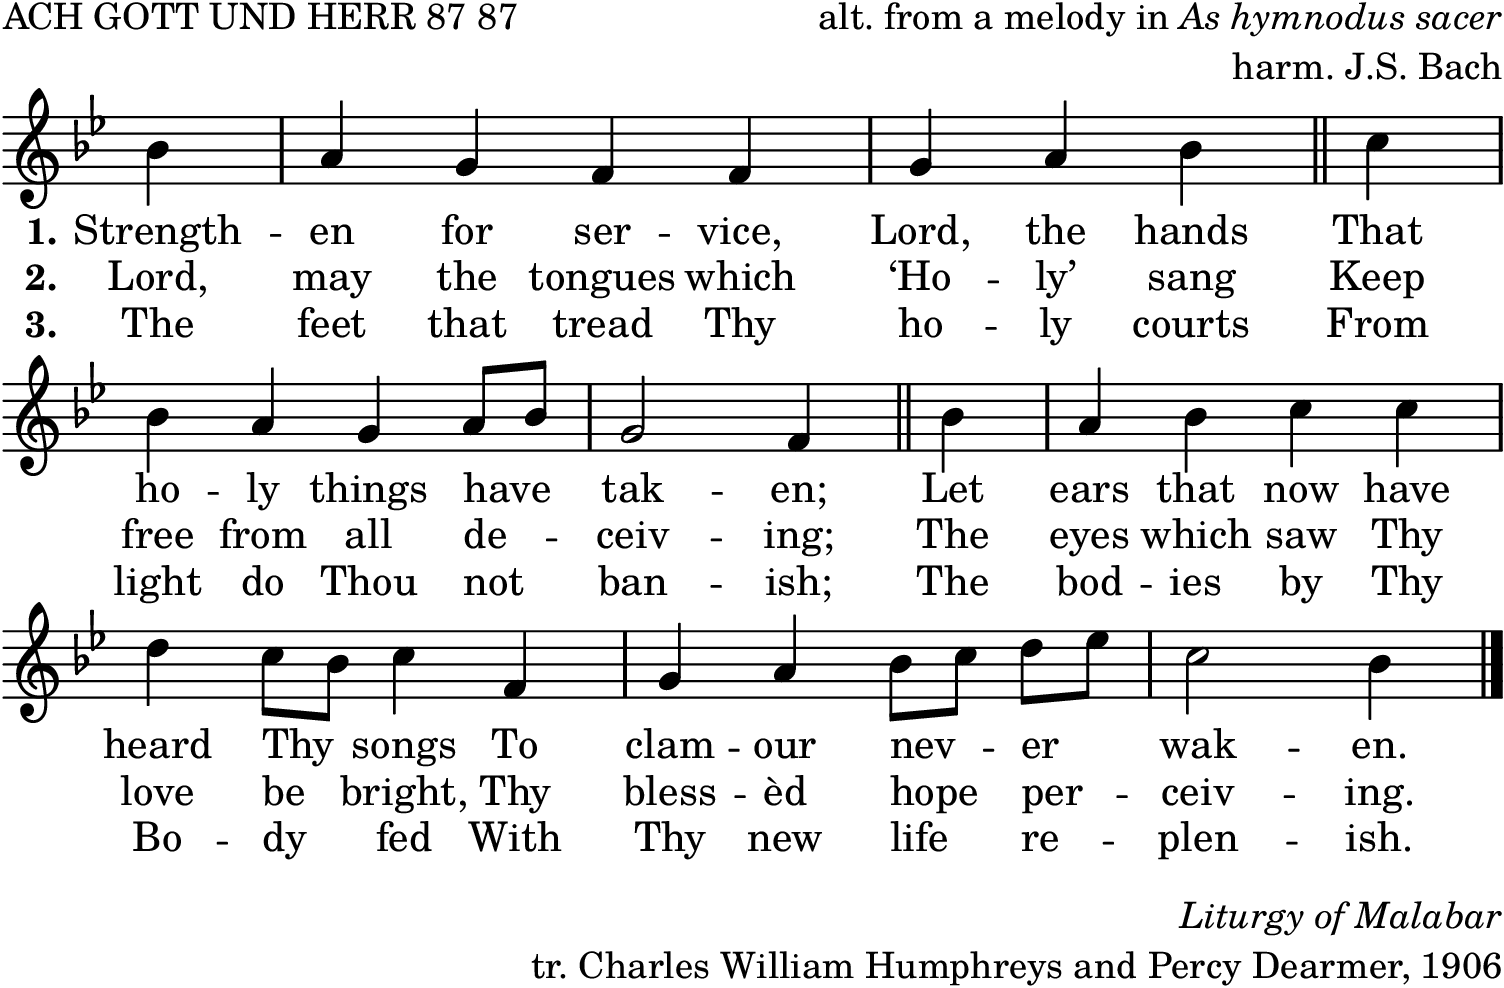 ACH GOTT UND HERR 87 87 alt. from a melody in As hymnodus sacer
harm. J.S. Bach
1. Strength - en for ser - vice, Lord, the hands That
2. Lord, may the tongues which ‘Ho - ly’ sang Keep
3. The feet that tread Thy ho - ly courts From
ho - ly things have tak - en; Let ears that now have
free from all de - ceiv - ing; The eyes which saw Thy
light do Thou not ban - ish; The bod - ies by Thy
heard Thy songs To clam - our nev - er wak - en.
love be bright, Thy bless - èd hope per - ceiv - ing.
Bo - dy fed With Thy new life re - plen - ish.
Liturgy of Malabar
tr. Charles William Humphreys and Percy Dearmer, 1906